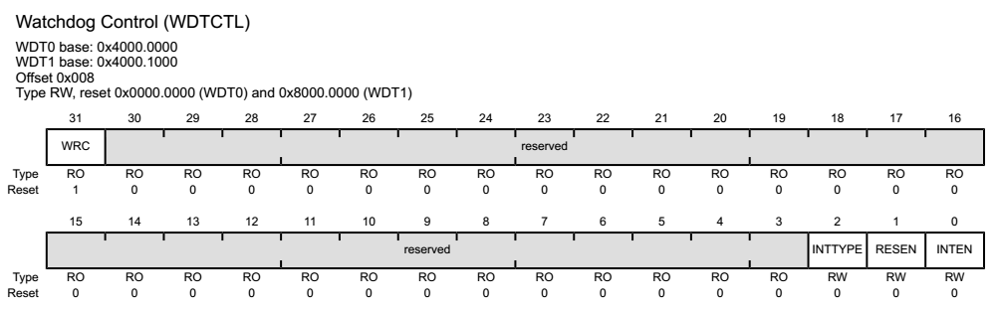 Watchdog Control (WDTCTL)
WDT0 base: 0x4000.0000
WDT1 base: 0x4000.1000
Offset 0x008
Type RW, reset 0x0000.0000 (WDT0) and 0x8000.0000 (WDT1)
31 30 29 28 27 26 25 24 23 22 21 20 19 18 17 16
WRC reserved
Type RO RO RO RO RO RO RO RO RO RO RO RO RO RO RO RO
Reset 1 0 0 0 0 0 0 0 0 0 0 0 0 0 0 0
15 14 13 12 11 10 9 8 7 6 5 4 3 2 1 0
reserved INTTYPE RESEN INTEN
Type RO RO RO RO RO RO RO RO RO RO RO RO RO RW RW RW
Reset 0 0 0 0 0 0 0 0 0 0 0 0 0 0 0 0